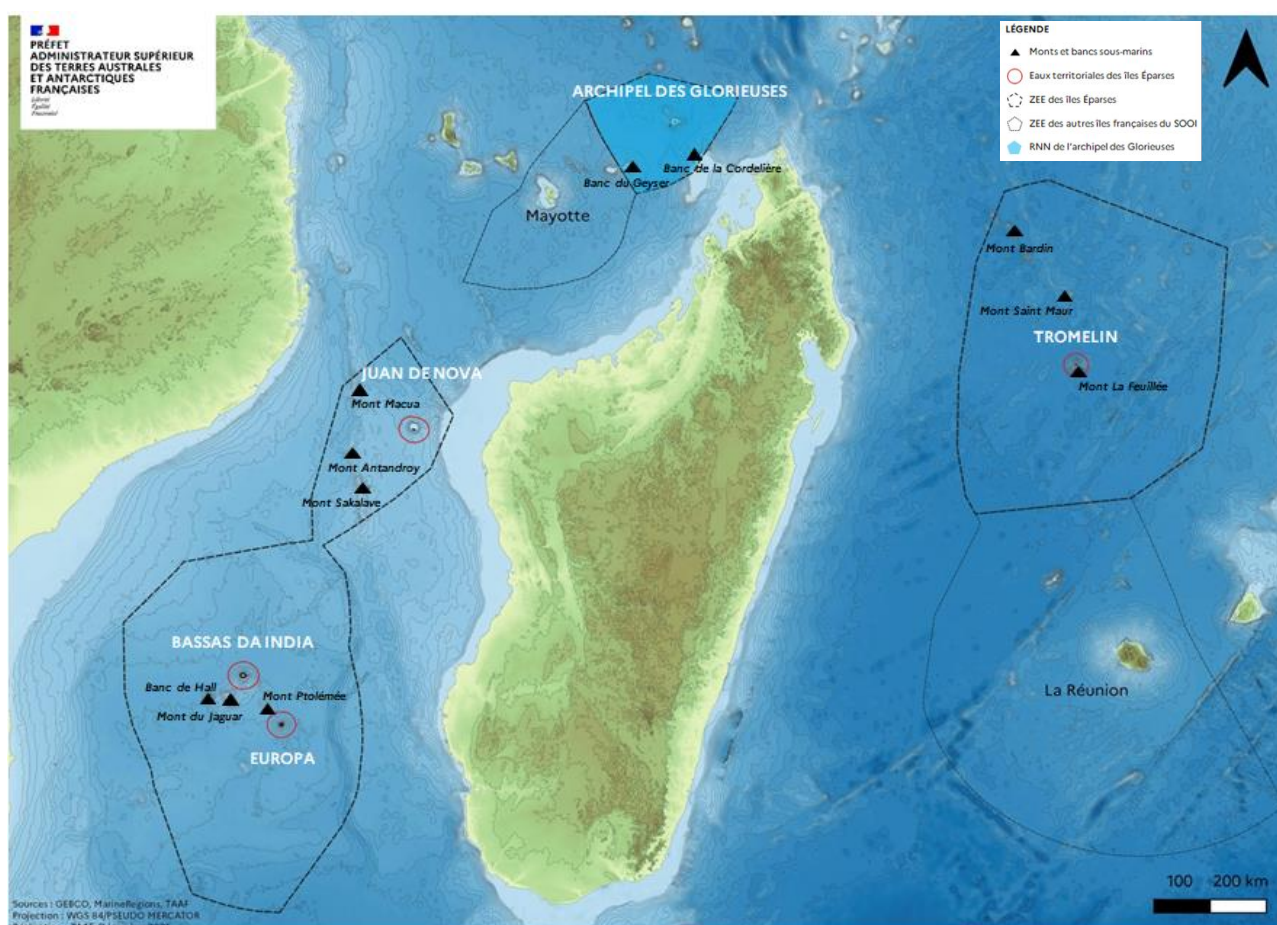 PRÉFET
ADMINISTRATEUR SUPÉRIEUR
DES TERRES AUSTRALES
ET ANTARCTIQUES
FRANÇAISES
Liberté
Égalité
Fraternité
LÉGENDE
Monts et bancs sous-marins
Eaux territoriales des îles Éparses
ZEE des îles Éparses
ZEE des autres îles françaises du SOOI
RNN de l'archipel des Glorieuses
ARCHIPEL DES GLORIEUSES
Banc de la Cordelière
Banc du Geyser
Mayotte
Mont Bardin
Mont Saint Maur
TROMELIN
Mont La Feuillée
JUAN DE NOVA
Mont Macua
Mont Antandroy
Mont Sakalave
BASSAS DA INDIA
Banc de Hall
Mont Ptolémée
Mont du Jaguar
EUROPA
La Réunion
100 200 km
Sources : GEBCO, MarineRegions, TAAF
Projection : WGS 84/PSEUDO MERCATOR